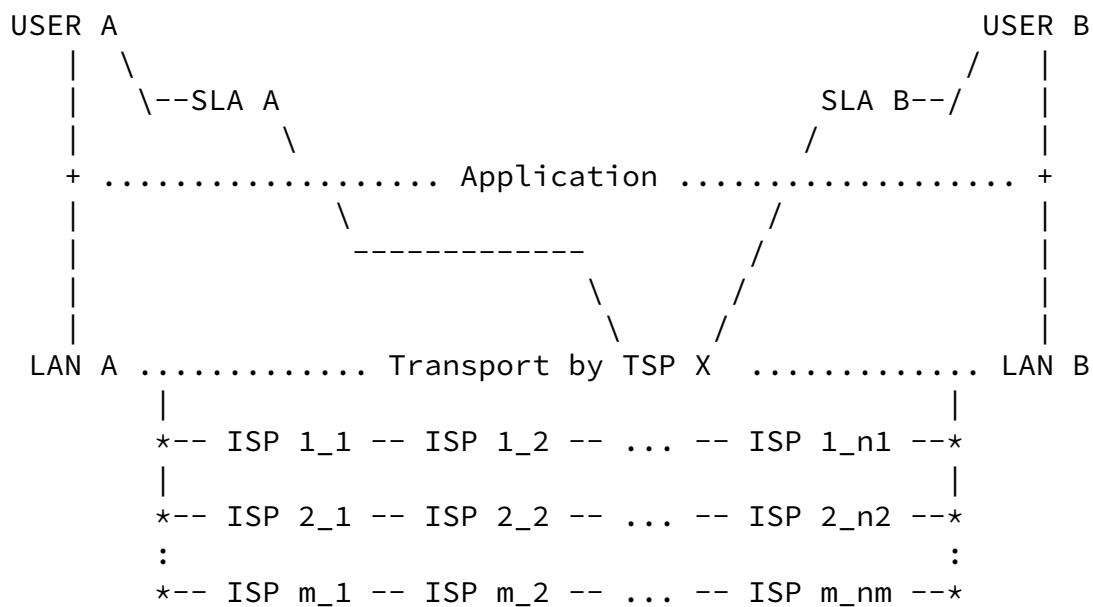 USER A                                                USER B
   |  \                                              /  |
   |   \--SLA A                              SLA B--/   |
   |           \                            /           |
   + ................... Application ................... +
   |              \                       /              |
   |               -------------         /               |
   |                            \       /                |
   |                             \     /                 |
 LAN A ............. Transport by TSP X  ............. LAN B
        |                                           |
        *-- ISP 1_1 -- ISP 1_2 -- ... -- ISP 1_n1 --*
        |                                           |
        *-- ISP 2_1 -- ISP 2_2 -- ... -- ISP 2_n2 --*
        :                                           :
        *-- ISP m_1 -- ISP m_2 -- ... -- ISP m_nm --*